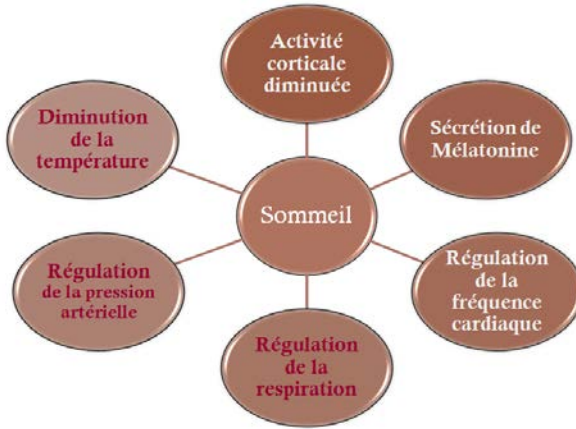 Activité
corticale
diminuée
Diminution
de la
température
Sécrétion de
Mélatonine
Sommeil
Régulation
de la pression
artérielle
Régulation
de la
fréquence
cardiaque
Régulation
de la
respiration